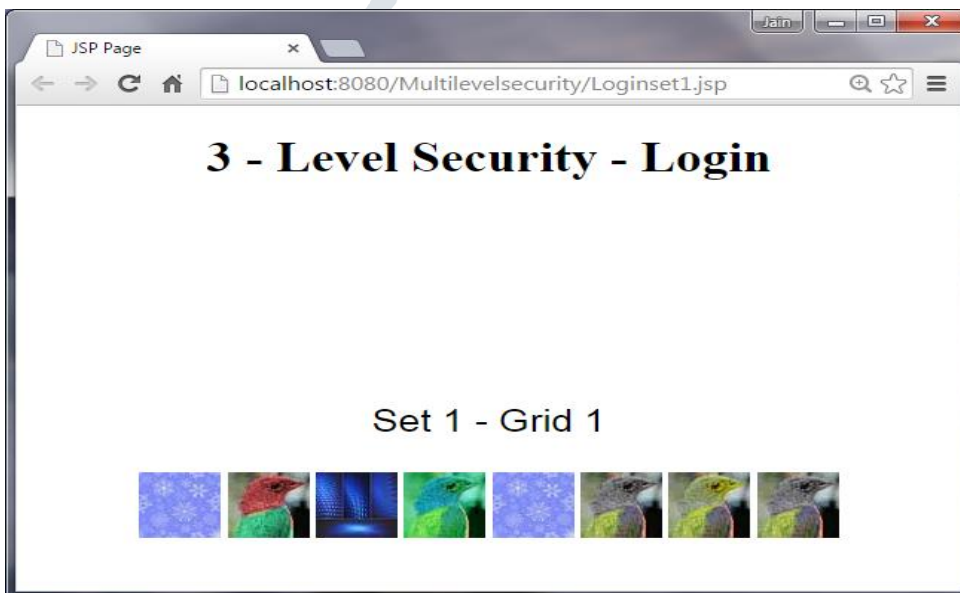 Jain
JSP Page
localhost:8080/Multilevelsecurity/Loginset1.jsp
3 - Level Security - Login
Set 1 - Grid 1